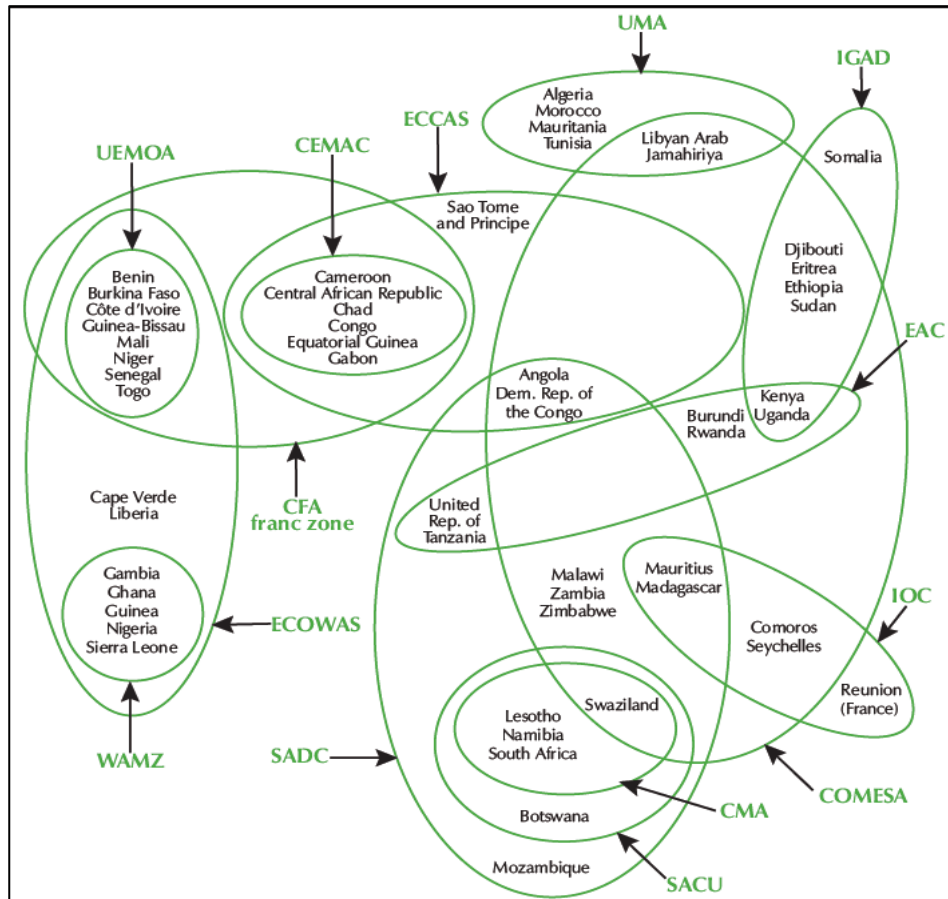 UMA
IGAD
Algeria
Morocco
Mauritania
Tunisia
ECCAS
CEMAC
UEMOA
Libyan Arab
Jamahiriya
Somalia
Sao Tome
and Principe
Djibouti
Eritrea
Ethiopia
Sudan
Benin
Burkina Faso
Côte d'Ivoire
Guinea-Bissau
Mali
Niger
Senegal
Togo
Cameroon
Central African Republic
Chad
Congo
Equatorial Guinea
Gabon
EAC
Angola
Dem. Rep. of
the Congo
Burundi
Rwanda
Kenya
Uganda
Cape Verde
Liberia
CFA
franc zone
United
Rep. of
Tanzania
Gambia
Ghana
Guinea
Nigeria
Sierra Leone
ECOWAS
Malawi
Zambia
Zimbabwe
Mauritius
Madagascar
IOC
Comoros
Seychelles
Reunion
(France)
Swaziland
Lesotho
Namibia
South Africa
WAMZ
SADC
COMESA
CMA
Botswana
Mozambique
SACU